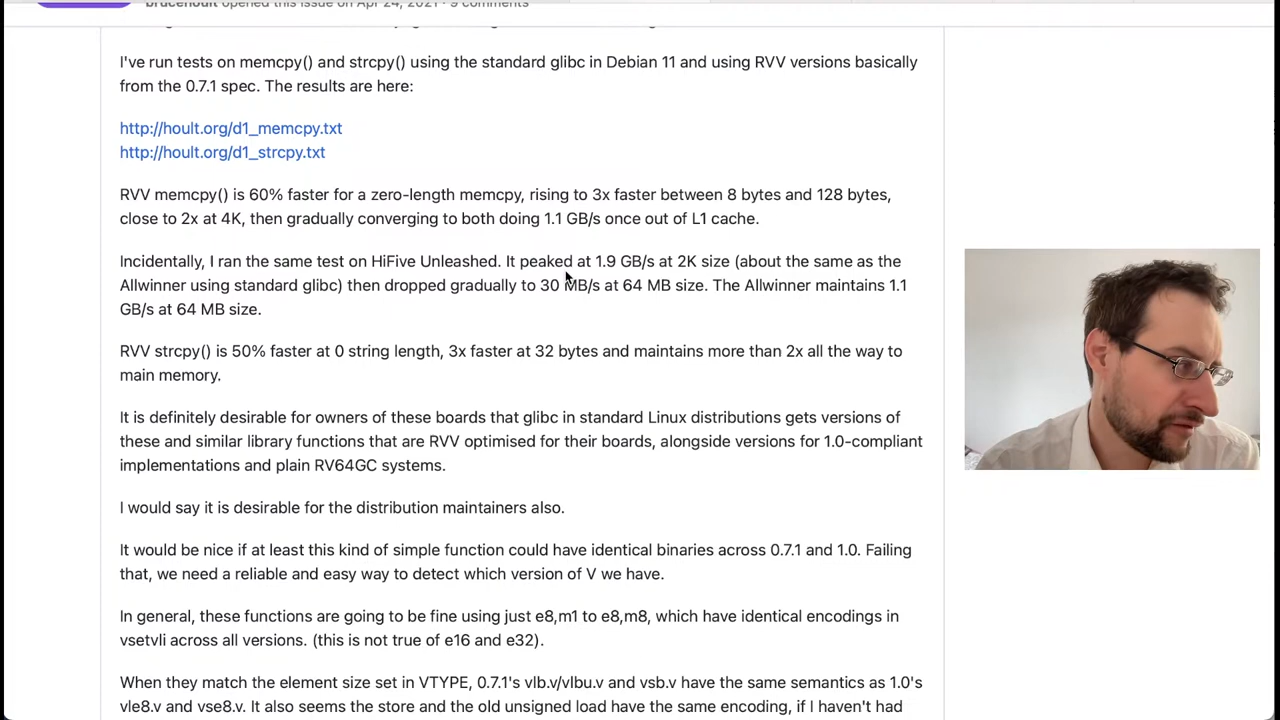 brucehoult opened this issue on Apr 24, 2021 · 9 comments
I've run tests on memcpy() and strcpy() using the standard glibc in Debian 11 and using RVV versions basically
from the 0.7.1 spec. The results are here:
http://hoult.org/d1_memcpy.txt
http://hoult.org/d1_strcpy.txt
RVV memcpy() is 60% faster for a zero-length memcpy, rising to 3x faster between 8 bytes and 128 bytes,
close to 2x at 4K, then gradually converging to both doing 1.1 GB/s once out of L1 cache.
Incidentally, I ran the same test on HiFive Unleashed. It peaked at 1.9 GB/s at 2K size (about the same as the
Allwinner using standard glibc) then dropped gradually to 30 MB/s at 64 MB size. The Allwinner maintains 1.1
GB/s at 64 MB size.
RVV strcpy() is 50% faster at 0 string length, 3x faster at 32 bytes and maintains more than 2x all the way to
main memory.
It is definitely desirable for owners of these boards that glibc in standard Linux distributions gets versions of
these and similar library functions that are RVV optimised for their boards, alongside versions for 1.0-compliant
implementations and plain RV64GC systems.
I would say it is desirable for the distribution maintainers also.
It would be nice if at least this kind of simple function could have identical binaries across 0.7.1 and 1.0. Failing
that, we need a reliable and easy way to detect which version of V we have.
In general, these functions are going to be fine using just e8,m1 to e8,m8, which have identical encodings in
vsetvli across all versions. (this is not true of e16 and e32).
When they match the element size set in VTYPE, 0.7.1's vlb.v/vlbu.v and vsb.v have the same semantics as 1.0's
vle8.v and vse8.v. It also seems the store and the old unsigned load have the same encoding, if I haven't had